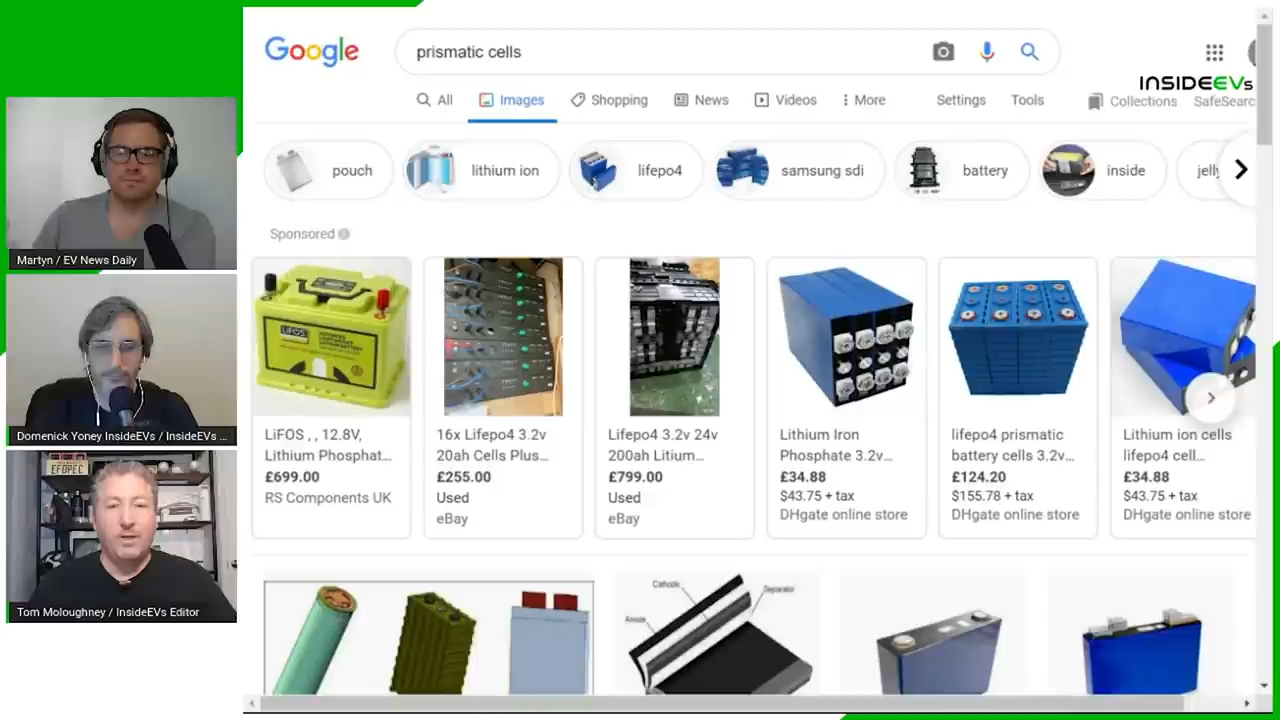 Google
prismatic cells
INSIDEEVs
All
Images
Shopping
News
Videos
More
Settings
Tools
Collections
SafeSearc
pouch
lithium ion
lifepo4
samsung sdi
battery
inside
jelly
Sponsored
LiFOS
LiFOS , , 12.8V,
Lithium Phosphat...
£699.00
RS Components UK
16x Lifepo4 3.2v
20ah Cells Plus...
£255.00
Used
eBay
Lifepo4 3.2v 24v
200ah Litium...
£799.00
Used
eBay
Lithium Iron
Phosphate 3.2v...
£34.88
$43.75 + tax
DHgate online store
lifepo4 prismatic
battery cells 3.2v...
£124.20
$155.78 + tax
DHgate online store
Lithium ion cells
lifepo4 cell...
£34.88
$43.75 + tax
DHgate online store
Cathode
Separator
Anode
Martyn / EV News Daily
Domenick Yoney InsideEVs / InsideEVs ...
EFOPEC
Tom Moloughney / InsideEVs Editor